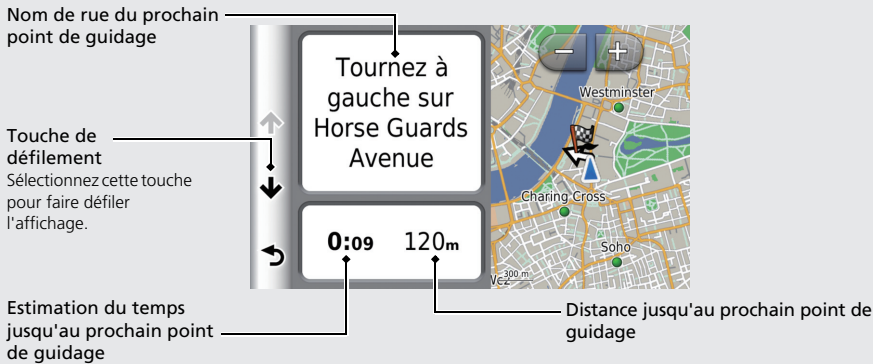 Nom de rue du prochain
point de guidage
Tournez à
gauche sur
Horse Guards
Avenue
Touche de
défilement
Sélectionnez cette touche
pour faire défiler
l'affichage.
0:09 120m
Estimation du temps
jusqu'au prochain point
de guidage
Westminster
Charing Cross
Soho
300 m
Distance jusqu'au prochain point de
guidage